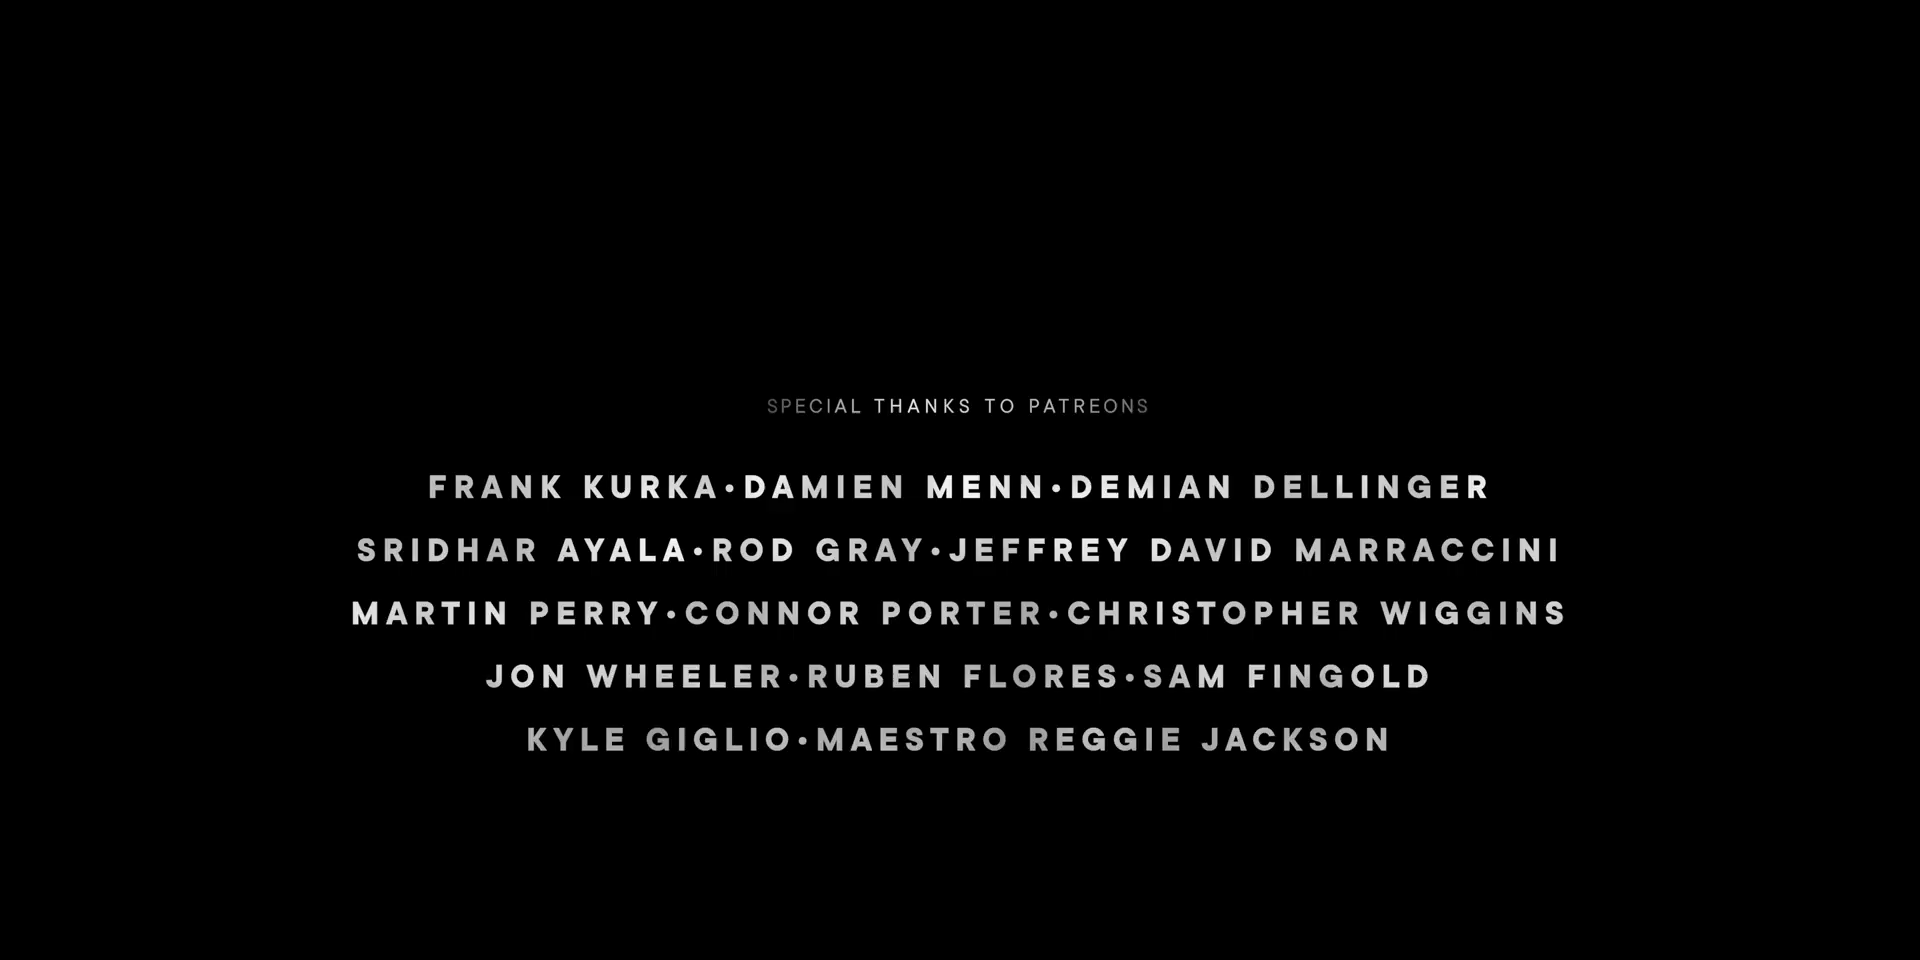 SPECIAL THANKS TO PATREONS
FRANK KURKA•DAMIEN MENN•DEMIAN DELLINGER
SRIDHAR AYALA•ROD GRAY•JEFFREY DAVID MARRACCINI
MARTIN PERRY•CONNOR PORTER•CHRISTOPHER WIGGINS
JON WHEELER•RUBEN FLORES•SAM FINGOLD
KYLE GIGLIO•MAESTRO REGGIE JACKSON